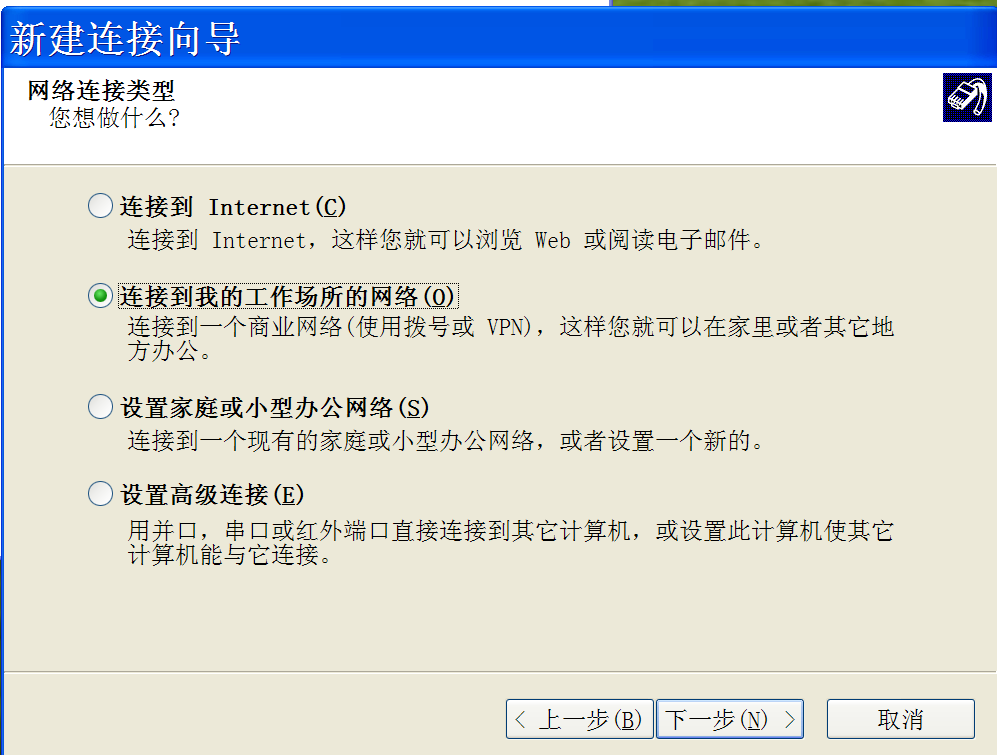 新建连接向导
网络连接类型
您想做什么?
连接到 Internet(C)
连接到 Internet，这样您就可以浏览 Web 或阅读电子邮件。
连接到我的工作场所的网络(O)
连接到一个商业网络(使用拨号或 VPN)，这样您就可以在家里或者其它地
方办公。
设置家庭或小型办公网络(S)
连接到一个现有的家庭或小型办公网络，或者设置一个新的。
设置高级连接(E)
用并口，串口或红外端口直接连接到其它计算机，或设置此计算机使其它
计算机能与它连接。
< 上一步(B) 下一步(N) > 取消